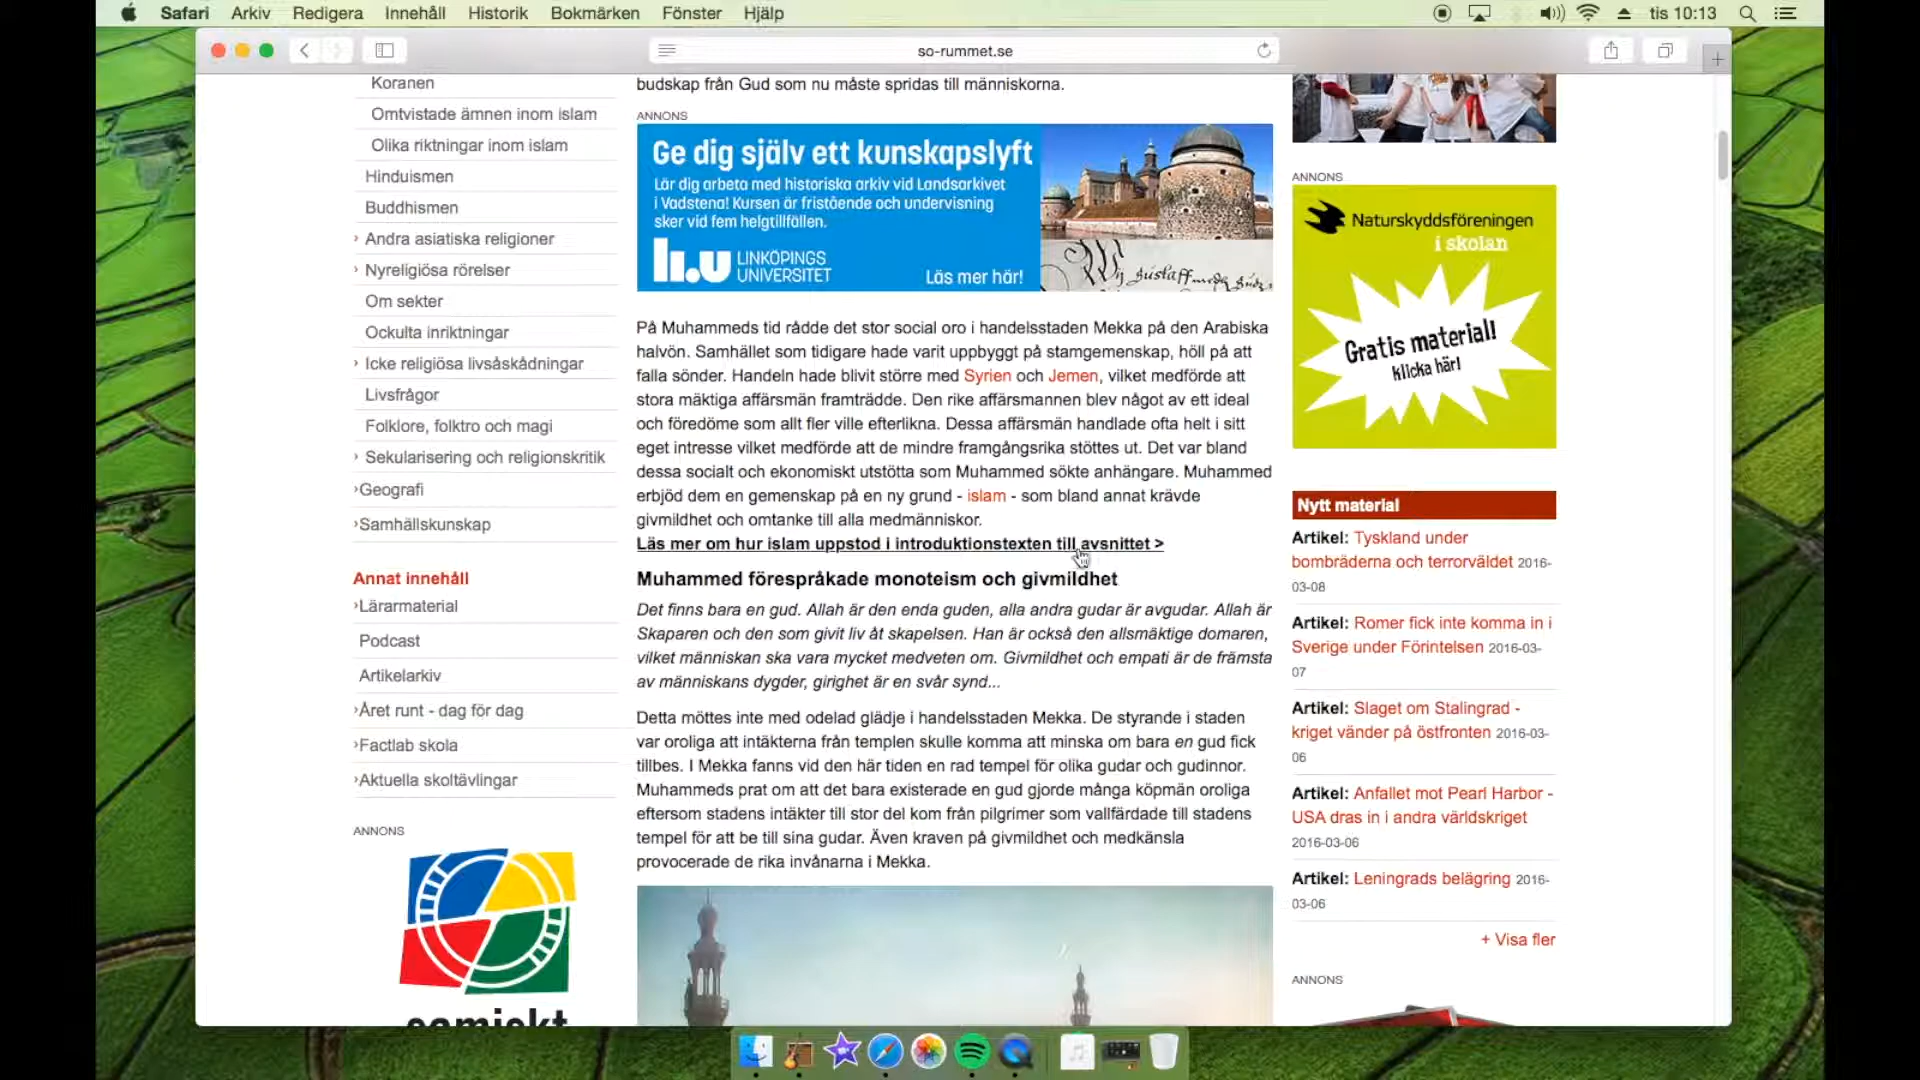 Safari Arkiv Redigera Innehåll Historik Bokmärken Fönster Hjälp
tis 10:13
so-rummet.se
Koranen
Omtvistade ämnen inom islam
Olika riktningar inom islam
Hinduismen
Buddhismen
› Andra asiatiska religioner
› Nyreligiösa rörelser
Om sekter
Ockulta inriktningar
› Icke religiösa livsåskådningar
Livsfrågor
Folklore, folktro och magi
› Sekularisering och religionskritik
›Geografi
›Samhällskunskap
Annat innehåll
›Lärarmaterial
Podcast
Artikelarkiv
›Året runt - dag för dag
›Factlab skola
›Aktuella skoltävlingar
ANNONS
samiskt
budskap från Gud som nu måste spridas till människorna.
ANNONS
Ge dig själv ett kunskapslyft
Lär dig arbeta med historiska arkiv vid Landsarkivet
i Vadstena! Kursen är fristående och undervisning
sker vid fem helgtillfällen.
li.u LINKÖPINGS
UNIVERSITET
Läs mer här!
På Muhammeds tid rådde det stor social oro i handelsstaden Mekka på den Arabiska
halvön. Samhället som tidigare hade varit uppbyggt på stamgemenskap, höll på att
falla sönder. Handeln hade blivit större med Syrien och Jemen, vilket medförde att
stora mäktiga affärsmän framträdde. Den rike affärsmannen blev något av ett ideal
och föredöme som allt fler ville efterlikna. Dessa affärsmän handlade ofta helt i sitt
eget intresse vilket medförde att de mindre framgångsrika stöttes ut. Det var bland
dessa socialt och ekonomiskt utstötta som Muhammed sökte anhängare. Muhammed
erbjöd dem en gemenskap på en ny grund - islam - som bland annat krävde
givmildhet och omtanke till alla medmänniskor.
Läs mer om hur islam uppstod i introduktionstexten till avsnittet >
Muhammed förespråkade monoteism och givmildhet
Det finns bara en gud. Allah är den enda guden, alla andra gudar är avgudar. Allah är
Skaparen och den som givit liv åt skapelsen. Han är också den allsmäktige domaren,
vilket människan ska vara mycket medveten om. Givmildhet och empati är de främsta
av människans dygder, girighet är en svår synd...
Detta möttes inte med odelad glädje i handelsstaden Mekka. De styrande i staden
var oroliga att intäkterna från templen skulle komma att minska om bara en gud fick
tillbes. I Mekka fanns vid den här tiden en rad tempel för olika gudar och gudinnor.
Muhammeds prat om att det bara existerade en gud gjorde många köpmän oroliga
eftersom stadens intäkter till stor del kom från pilgrimer som vallfärdade till stadens
tempel för att be till sina gudar. Även kraven på givmildhet och medkänsla
provocerade de rika invånarna i Mekka.
ANNONS
Naturskyddsföreningen
i skolan
Gratis material!
klicka här!
Nytt material
Artikel: Tyskland under
bombräderna och terrorväldet 2016-
03-08
Artikel: Romer fick inte komma in i
Sverige under Förintelsen 2016-03-
07
Artikel: Slaget om Stalingrad -
kriget vänder på östfronten 2016-03-
06
Artikel: Anfallet mot Pearl Harbor -
USA dras in i andra världskriget
2016-03-06
Artikel: Leningrads belägring 2016-
03-06
+ Visa fler
ANNONS